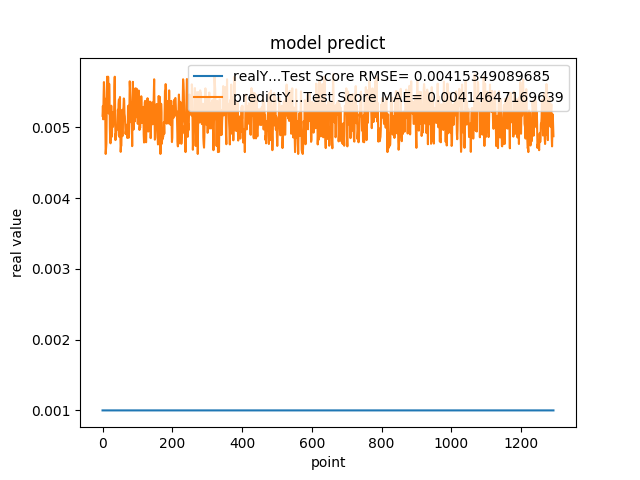 model predict
realY...Test Score RMSE= 0.00415349089685
predictY...Test Score MAE= 0.00414647169639
0.005
0.004
0.003
0.002
0.001
real value
0 200 400 600 800 1000 1200
point